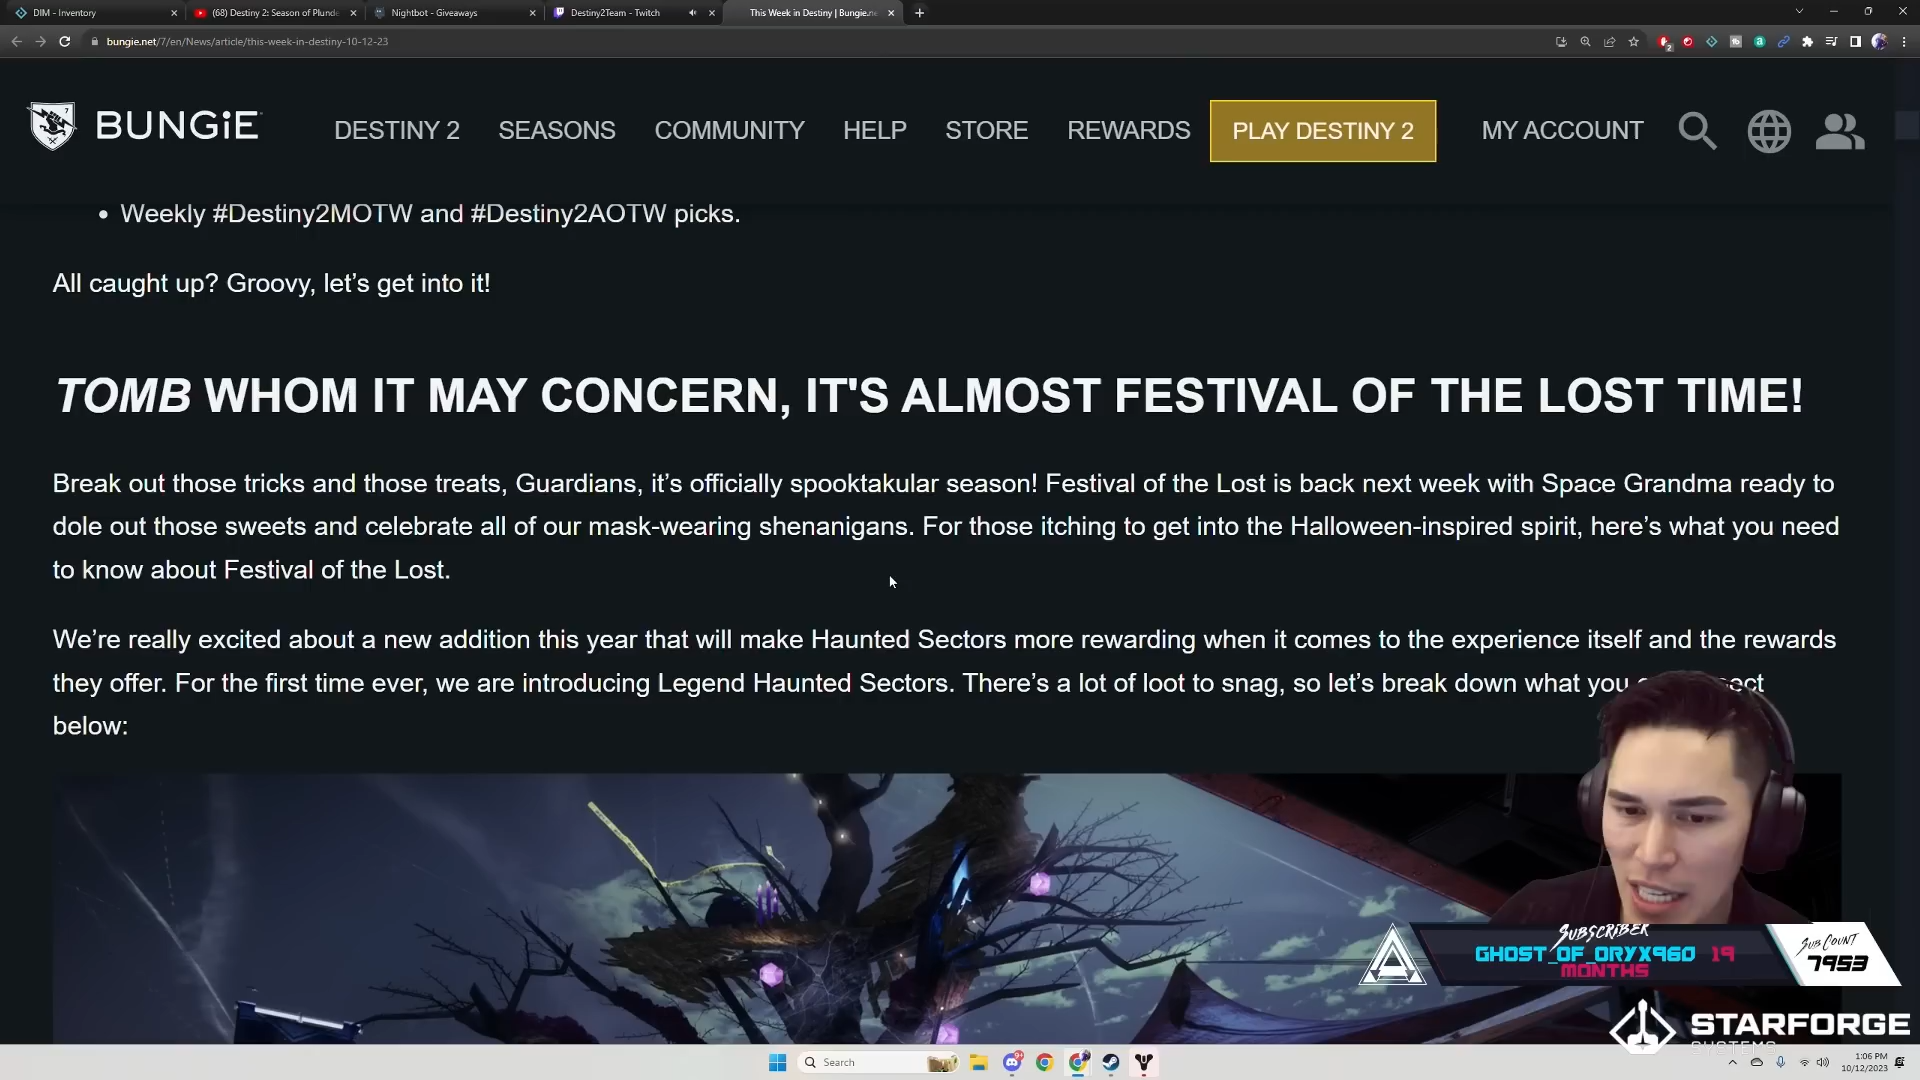 DIM - Inventory
(68) Destiny 2: Season of Plunde
Nightbot - Giveaways
Destiny2Team - Twitch
This Week in Destiny | Bungie.ne
bungie.net/7/en/News/article/this-week-in-destiny-10-12-23
2
7
BUNGiE
DESTINY 2
SEASONS
COMMUNITY
HELP
STORE
REWARDS
PLAY DESTINY 2
MY ACCOUNT
• Weekly #Destiny2MOTW and #Destiny2AOTW picks.
All caught up? Groovy, let’s get into it!
TOMB WHOM IT MAY CONCERN, IT'S ALMOST FESTIVAL OF THE LOST TIME!
Break out those tricks and those treats, Guardians, it’s officially spooktakular season! Festival of the Lost is back next week with Space Grandma ready to
dole out those sweets and celebrate all of our mask-wearing shenanigans. For those itching to get into the Halloween-inspired spirit, here’s what you need
to know about Festival of the Lost.
We’re really excited about a new addition this year that will make Haunted Sectors more rewarding when it comes to the experience itself and the rewards
they offer. For the first time ever, we are introducing Legend Haunted Sectors. There’s a lot of loot to snag, so let’s break down what you
below:
SUBSCRIBER
GHOST_OF_ORYX960 19
MONTHS
SUB COUNT
7953
STARFORGE
SYSTEMS
Search
9+
1:06 PM
10/12/2023